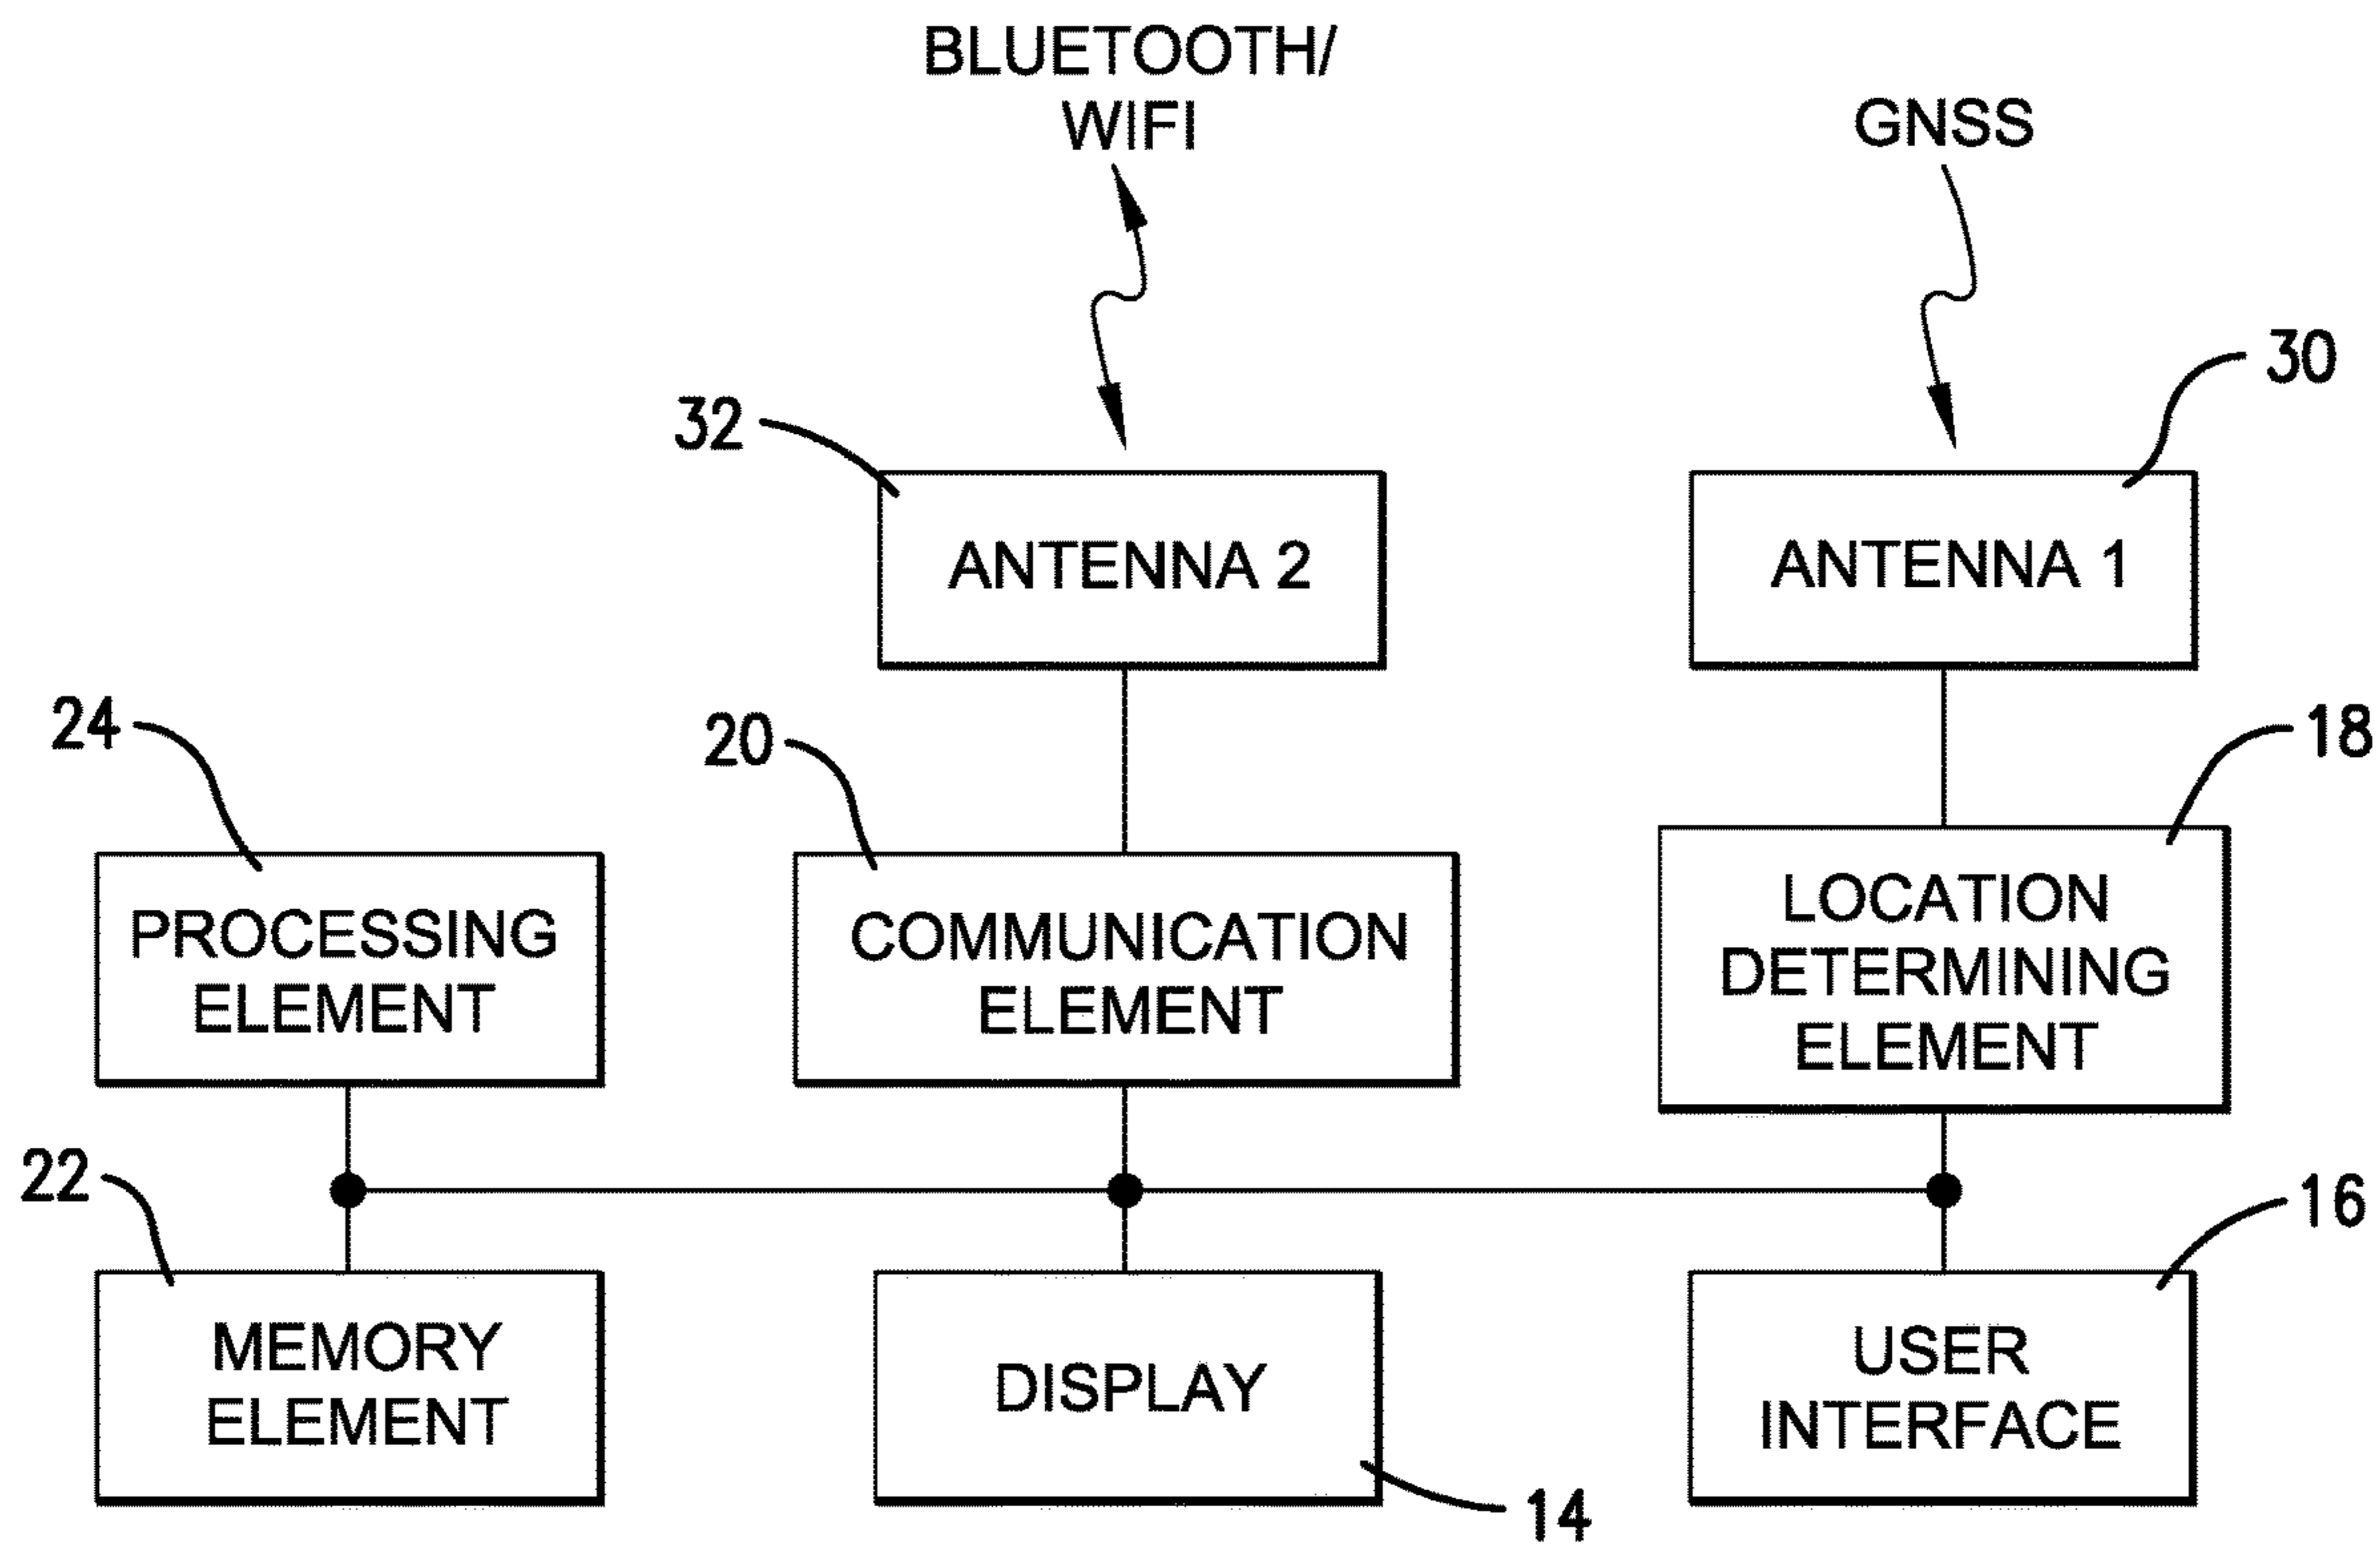 BLUETOOTH/
WIFI
GNSS
30
32
ANTENNA 2
ANTENNA 1
24
20
18
PROCESSING
ELEMENT
COMMUNICATION
ELEMENT
LOCATION
DETERMINING
ELEMENT
22
16
MEMORY
ELEMENT
DISPLAY
USER
INTERFACE
14